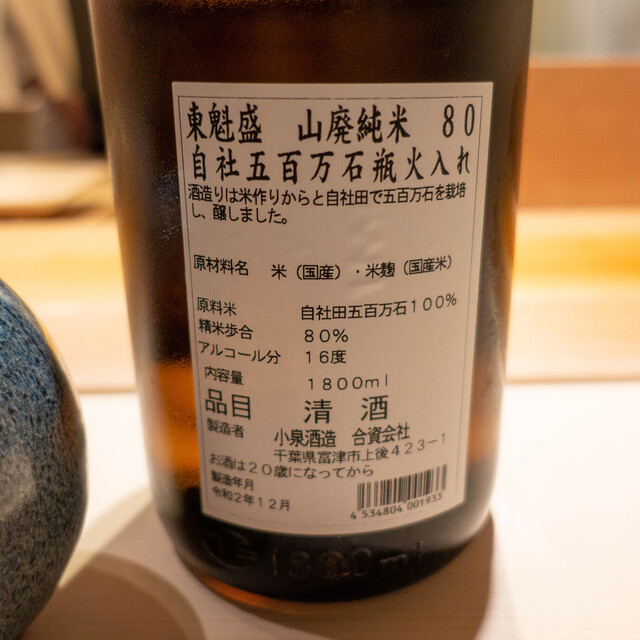 東魁盛 山廃純米 80
自社五百万石瓶火入れ
酒造りは米作りからと自社田で五百万石を栽培
し、醸しました。
原材料名 米（国産）・米麹（国産米）
原料米 自社田五百万石100%
精米歩合 80%
アルコール分 16度
内容量 1800ml
品目 清酒
製造者 小泉酒造 合資会社
千葉県富津市上後423-1
お酒は20歳になってから
製造年月
令和2年12月
4 534804 001935
1800ml